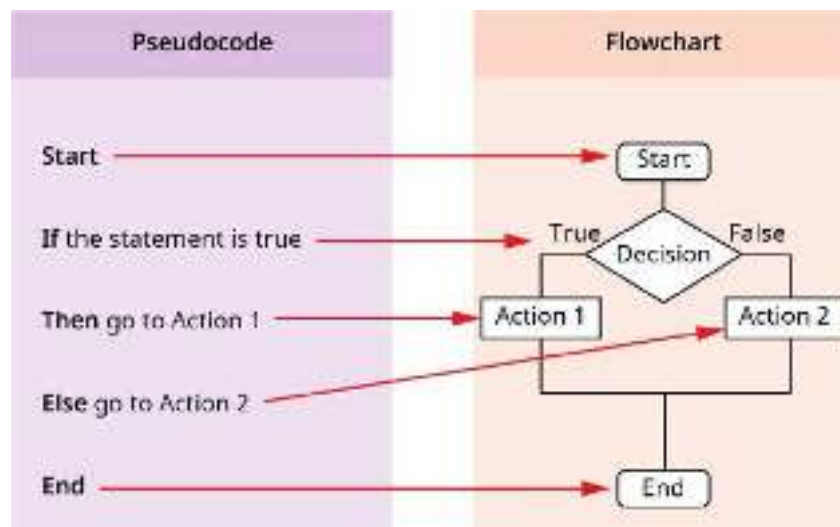 Pseudocode
Flowchart
Start
If the statement is true
Then go to Action 1
Else go to Action 2
End
Start
True
Decision
False
Action 1
Action 2
End